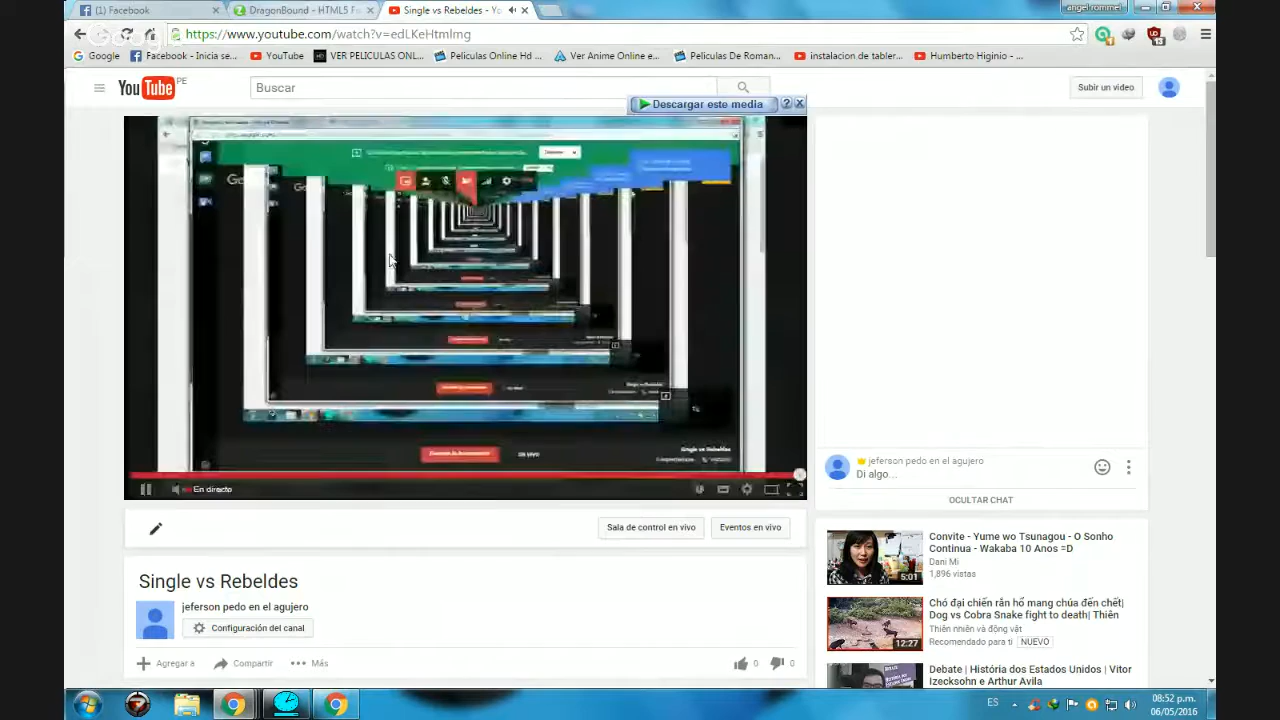 (1) Facebook
DragonBound - HTML5 Fo
Single vs Rebeldes - Yo
angel rommel
https://www.youtube.com/watch?v=edLKeHtmImg
Google
Google
Facebook - Inicia se...
YouTube
VER PELICULAS ONL...
Peliculas Online Hd ...
Ver Anime Online e...
Peliculas De Roman...
instalacion de tabler...
Humberto Higinio - ...
YouTube PE
Buscar
Subir un video
Descargar este media
En directo
jeferson pedo en el agujero
Di algo...
OCULTAR CHAT
Sala de control en vivo
Eventos en vivo
Single vs Rebeldes
jeferson pedo en el agujero
Configuración del canal
Agregar a
Compartir
Más
0
0
Convite - Yume wo Tsunagou - O Sonho
Continua - Wakaba 10 Anos =D
Dani Mi
1,896 vistas
5:01
Chó đại chiến rắn hổ mang chúa đến chết|
Dog vs Cobra Snake fight to death| Thiên
Thiên nhiên và động vật
Recomendado para ti
NUEVO
12:27
Debate | História dos Estados Unidos | Vitor
Izecksohn e Arthur Avila
ES
08:52 p.m.
06/05/2016